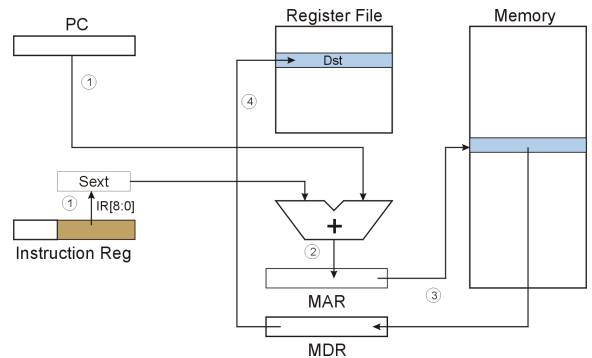 PC
Register File
Memory
Dst
1
4
Sext
1
IR[8:0]
+
Instruction Reg
2
MAR
3
MDR